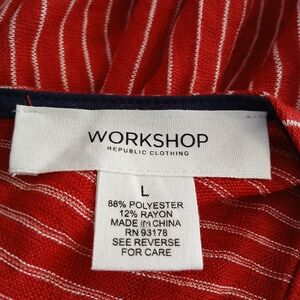 WORKSHOP
REPUBLIC CLOTHING
L
88% POLYESTER
12% RAYON
MADE IN CHINA
RN 93178
SEE REVERSE
FOR CARE